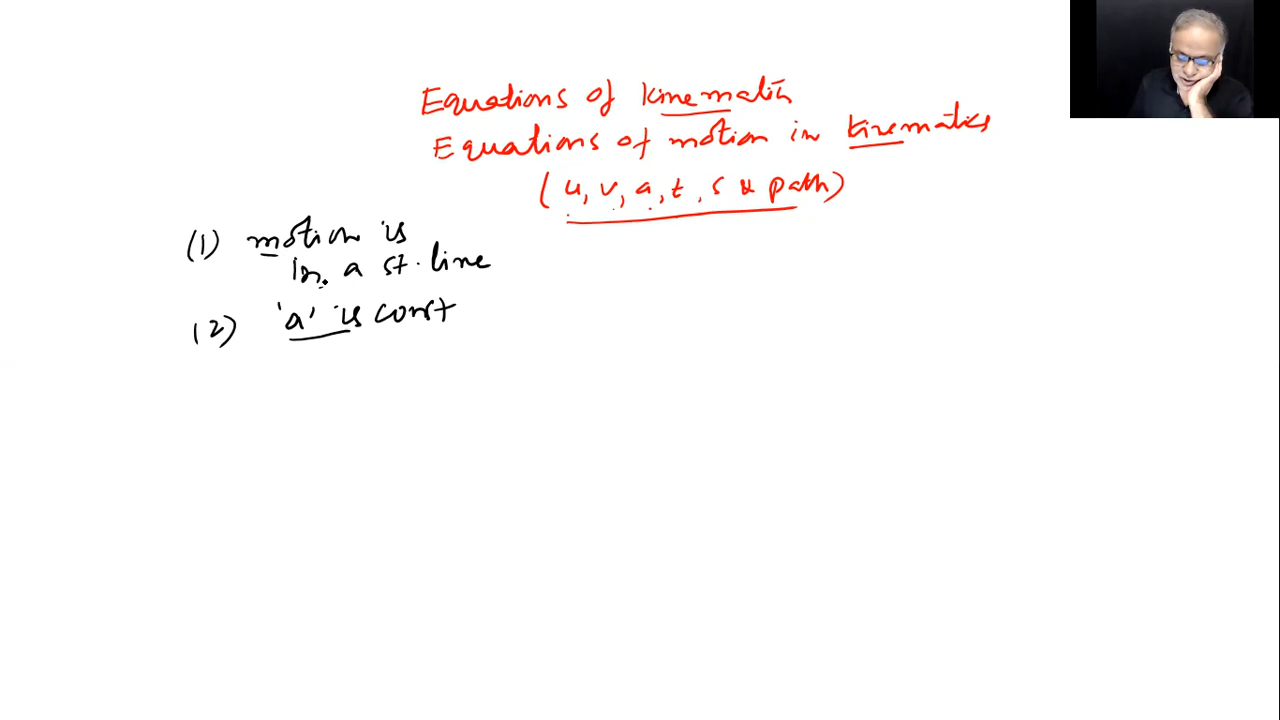 Equations of kinematics
Equations of motion in kinematics
(u, v, a, t, s & path)
(1) motion is
in a st. line
(2) 'a' is const